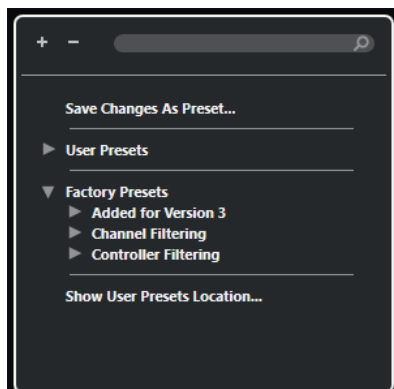 Save Changes As Preset...
User Presets
Factory Presets
Added for Version 3
Channel Filtering
Controller Filtering
Show User Presets Location...